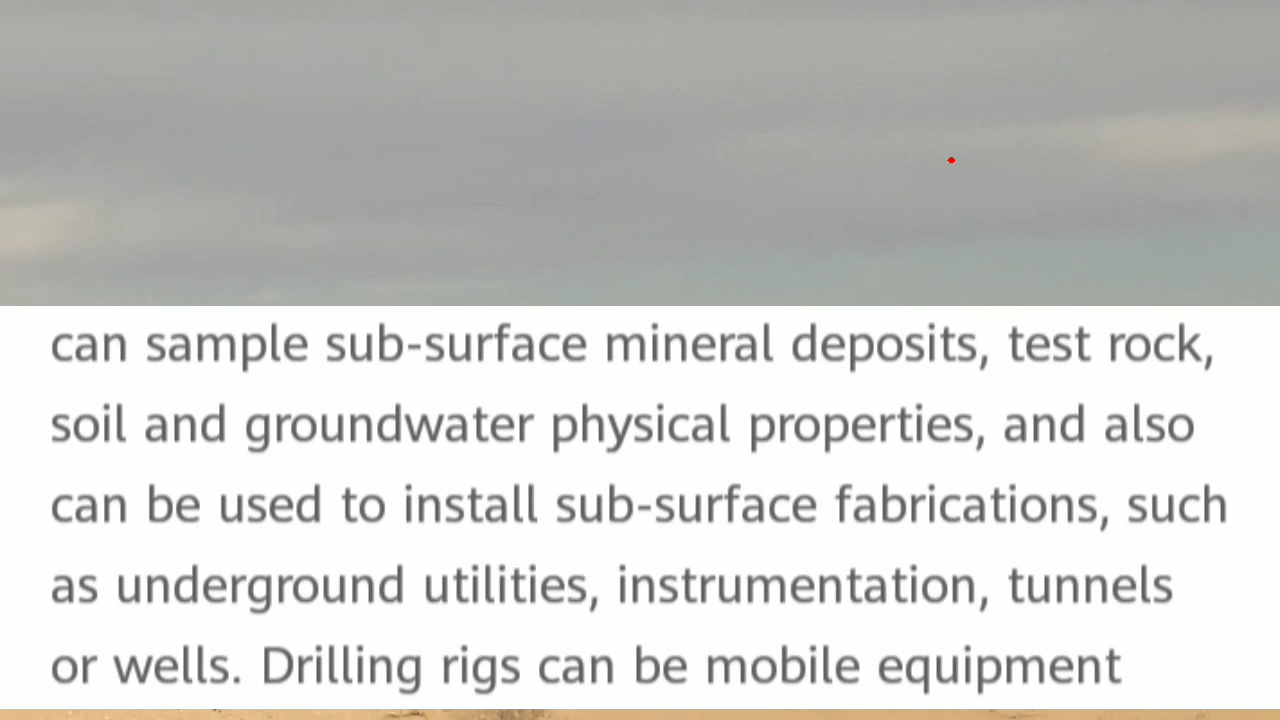 can sample sub-surface mineral deposits, test rock,
soil and groundwater physical properties, and also
can be used to install sub-surface fabrications, such
as underground utilities, instrumentation, tunnels
or wells. Drilling rigs can be mobile equipment